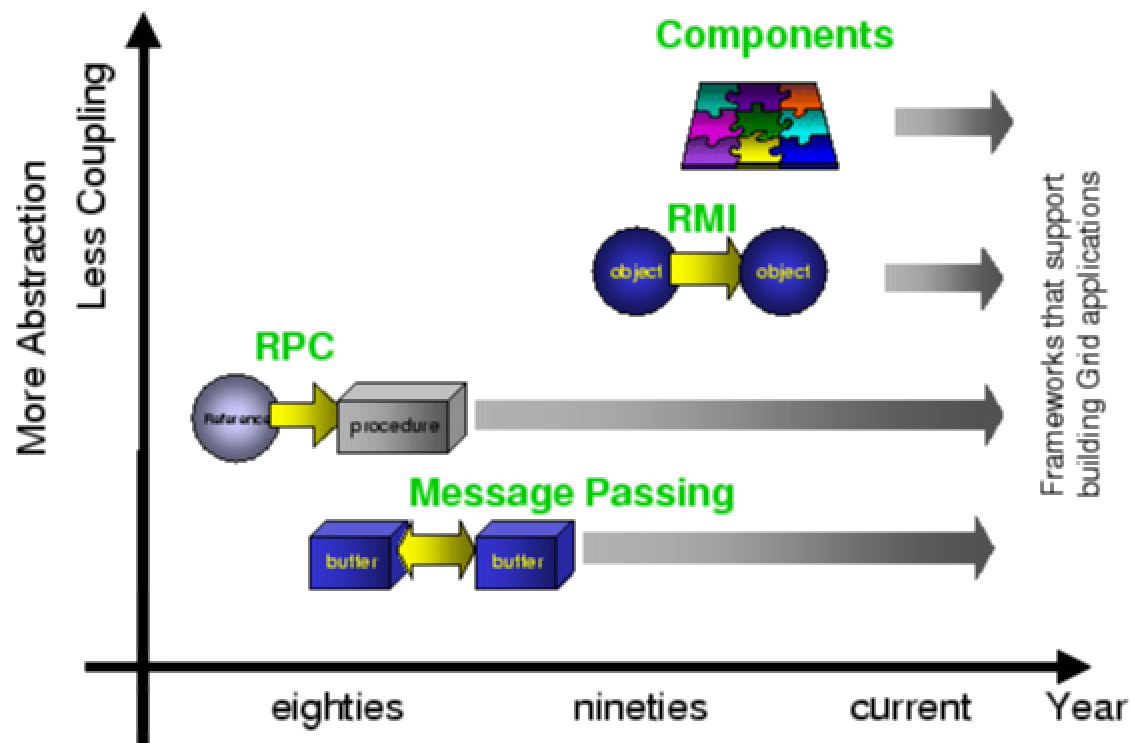 Components
Less Coupling
More Abstraction
RMI
object
object
Frameworks that support
building Grid applications
RPC
Reference
procedure
Message Passing
buffer
buffer
eighties
nineties
current
Year